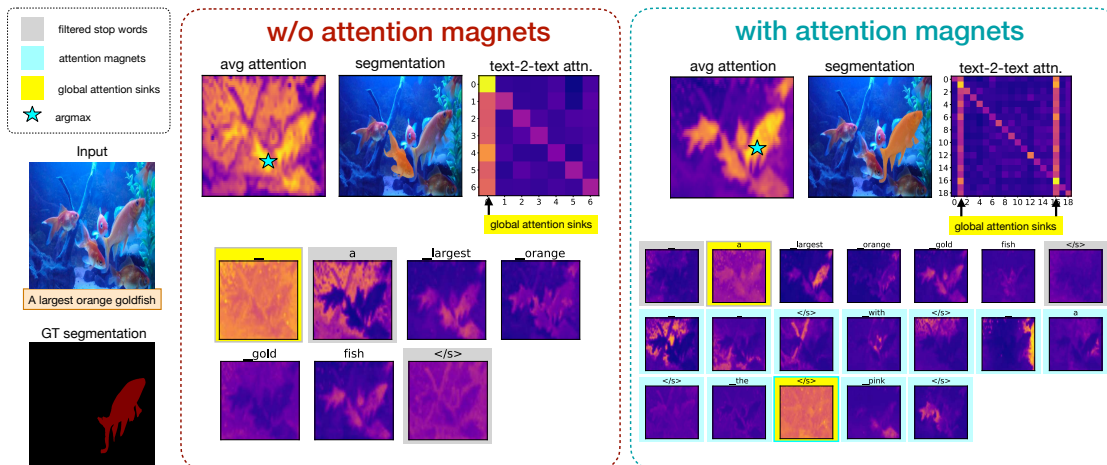 filtered stop words
attention magnets
global attention sinks
argmax
Input
A largest orange goldfish
GT segmentation
w/o attention magnets
avg attention
segmentation
text-2-text attn.
0
1
2
3
4
5
6
0 1 2 3 4 5 6
global attention sinks
_
a
_largest
_orange
_gold
fish
</s>
with attention magnets
avg attention
segmentation
text-2-text attn.
0
2
4
6
8
10
12
14
16
18
0 2 4 6 8 10 12 14 16 18
global attention sinks
_ a _largest _orange _gold fish </s>
_ _ </s> _with </s> _ a
</s> _the </s> _pink </s>